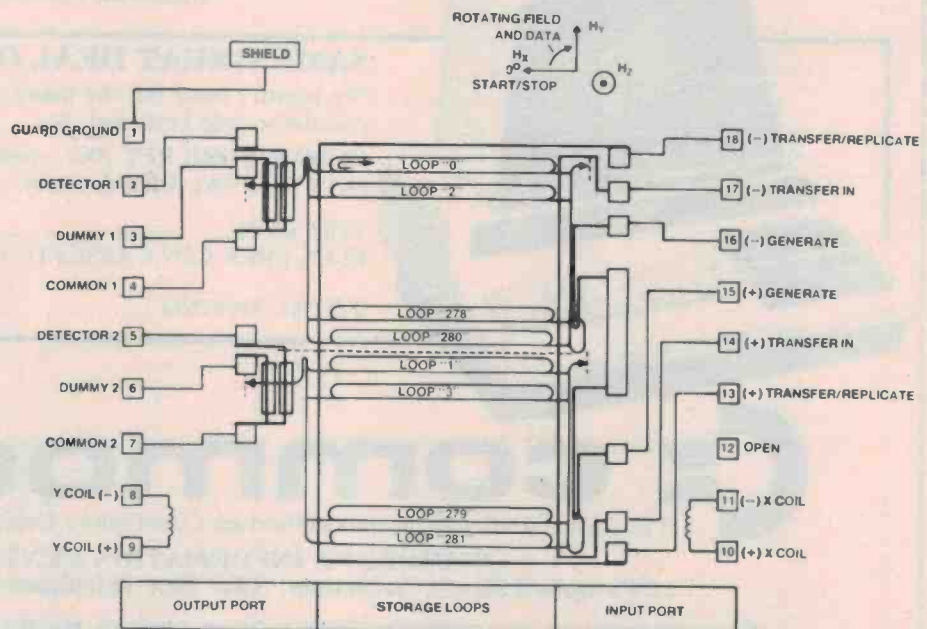 ROTATING FIELD
AND DATA
HY
HX
0°
HZ
START/STOP
SHIELD
GUARD GROUND 1
DETECTOR 1 2
DUMMY 1 3
COMMON 1 4
DETECTOR 2 5
DUMMY 2 6
COMMON 2 7
Y COIL (-) 8
Y COIL (+) 9
LOOP "0"
LOOP "2"
LOOP "278
LOOP "280"
LOOP "1"
LOOP "3"
LOOP "279
LOOP "281
18 (-) TRANSFER/REPLICATE
17 (-) TRANSFER IN
16 (-) GENERATE
15 (+) GENERATE
14 (+) TRANSFER IN
13 (+) TRANSFER/REPLICATE
12 OPEN
11 (-) X COIL
10 (+) X COIL
OUTPUT PORT
STORAGE LOOPS
INPUT PORT